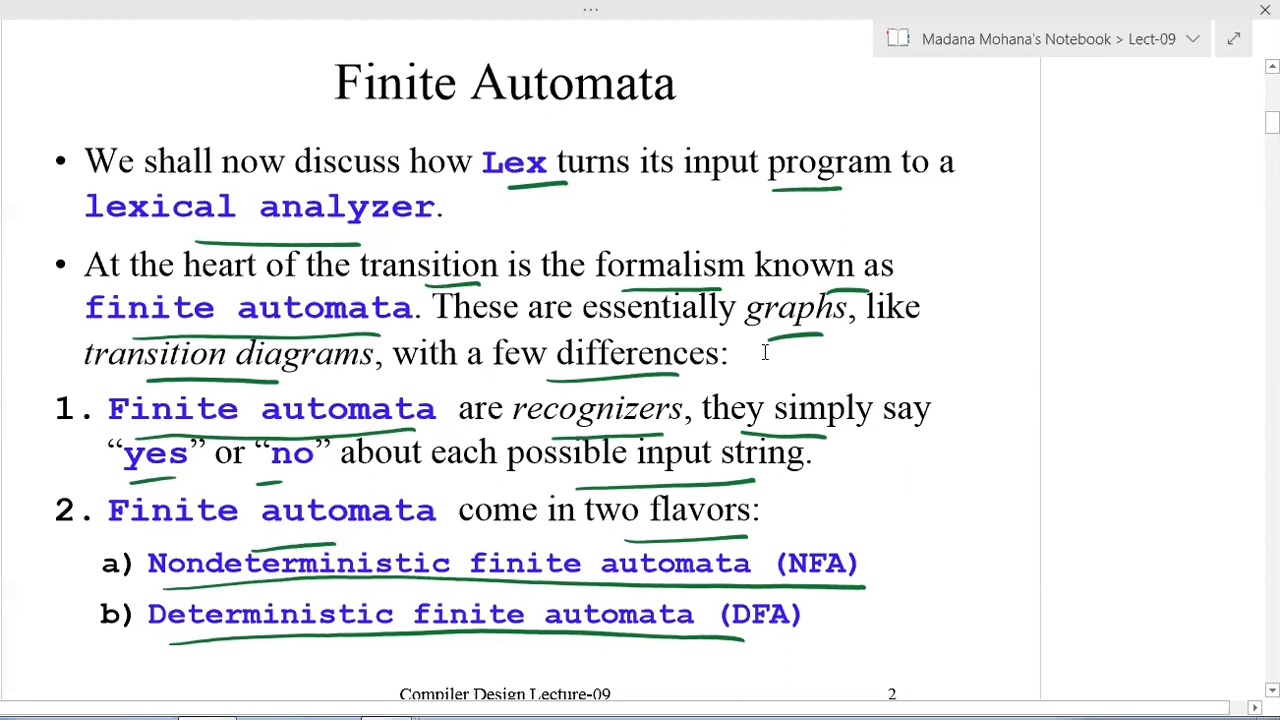 Madana Mohana's Notebook > Lect-09
Finite Automata
• We shall now discuss how Lex turns its input program to a
lexical analyzer.
• At the heart of the transition is the formalism known as
finite automata. These are essentially graphs, like
transition diagrams, with a few differences:
1. Finite automata are recognizers, they simply say
“yes” or “no” about each possible input string.
2. Finite automata come in two flavors:
a) Nondeterministic finite automata (NFA)
b) Deterministic finite automata (DFA)
Compiler Design Lecture-09 2